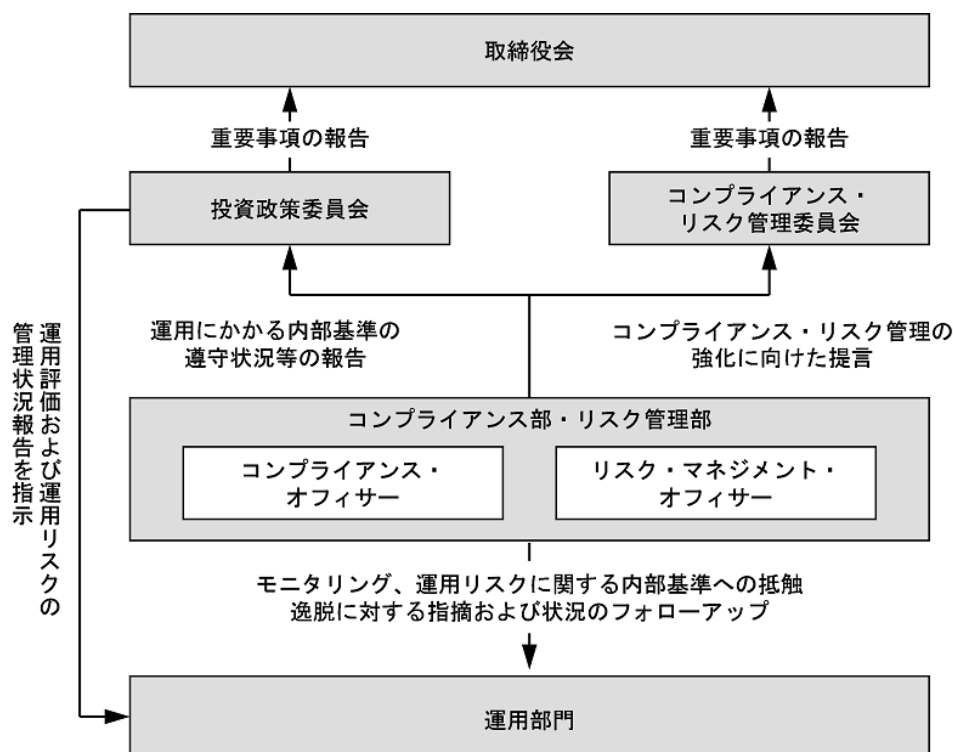 取締役会
重要事項の報告
重要事項の報告
投資政策委員会
コンプライアンス・
リスク管理委員会
運用にかかる内部基準の
遵守状況等の報告
コンプライアンス・リスク管理の
強化に向けた提言
運用評価および運用リスクの
管理状況報告を指示
コンプライアンス部・リスク管理部
コンプライアンス・
オフィサー
リスク・マネジメント・
オフィサー
モニタリング、運用リスクに関する内部基準への抵触
逸脱に対する指摘および状況のフォローアップ
運用部門